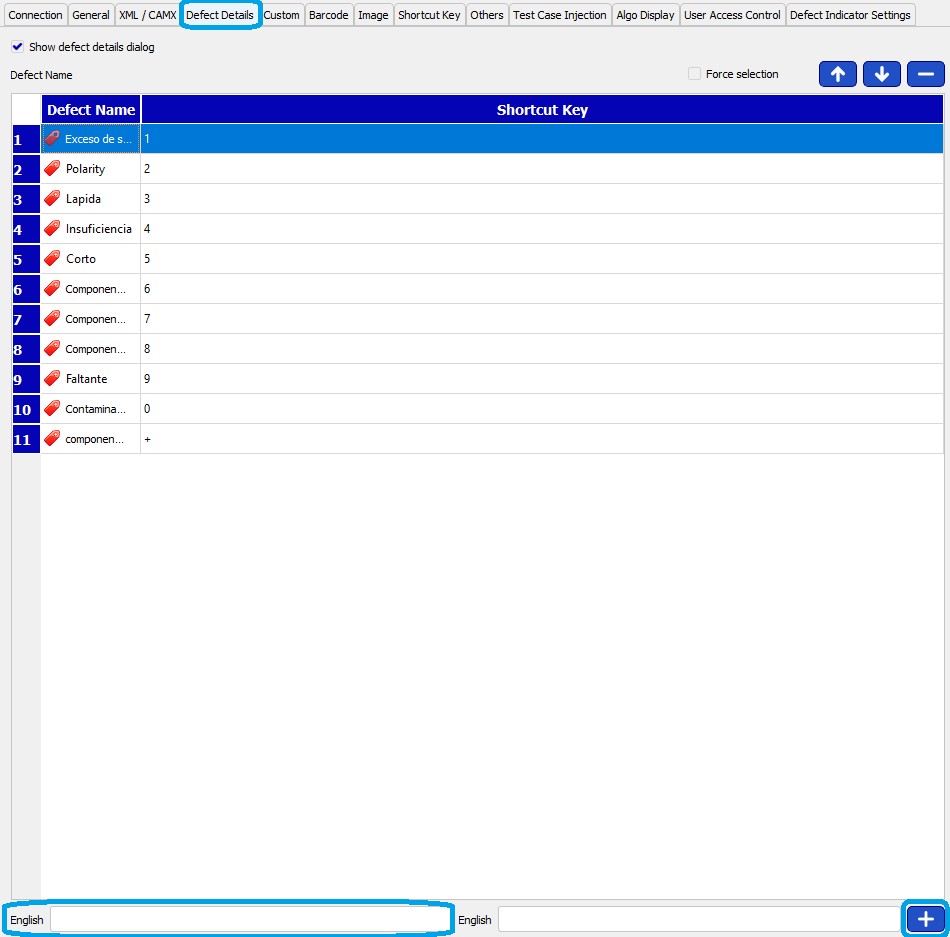 Connection General XML / CAMX Defect Details Custom Barcode Image Shortcut Key Others Test Case Injection Algo Display User Access Control Defect Indicator Settings
Show defect details dialog
Defect Name Force selection
Defect Name Shortcut Key
1 Exceso de s... 1
2 Polarity 2
3 Lapida 3
4 Insuficiencia 4
5 Corto 5
6 Componen... 6
7 Componen... 7
8 Componen... 8
9 Faltante 9
10 Contamina... 0
11 componen... +
English English